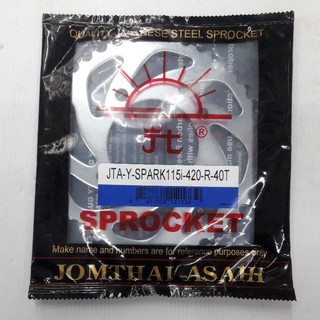 QUALITY JAPANESE STEEL SPROCKET
jt®
JTA-Y-SPARK115i-420-R-40T
SPROCKET
Make name and numbers are for reference purposes only
JOMTHAI ASAHI